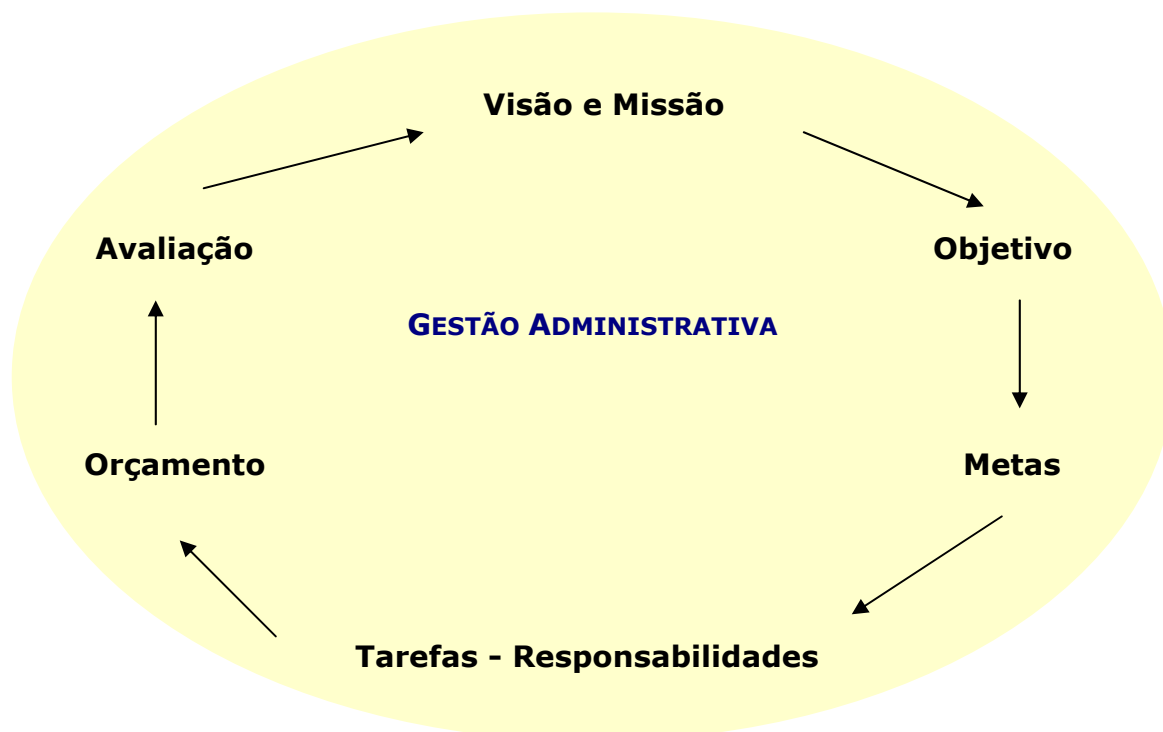 Visão e Missão
Avaliação
Objetivo
GESTÃO ADMINISTRATIVA
Orçamento
Metas
Tarefas - Responsabilidades